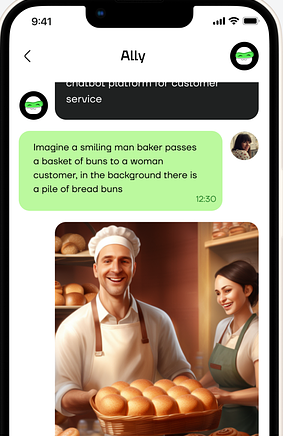 9:41
Ally
chatbot platform for customer
service
Imagine a smiling man baker passes
a basket of buns to a woman
customer, in the background there is
a pile of bread buns
12:30